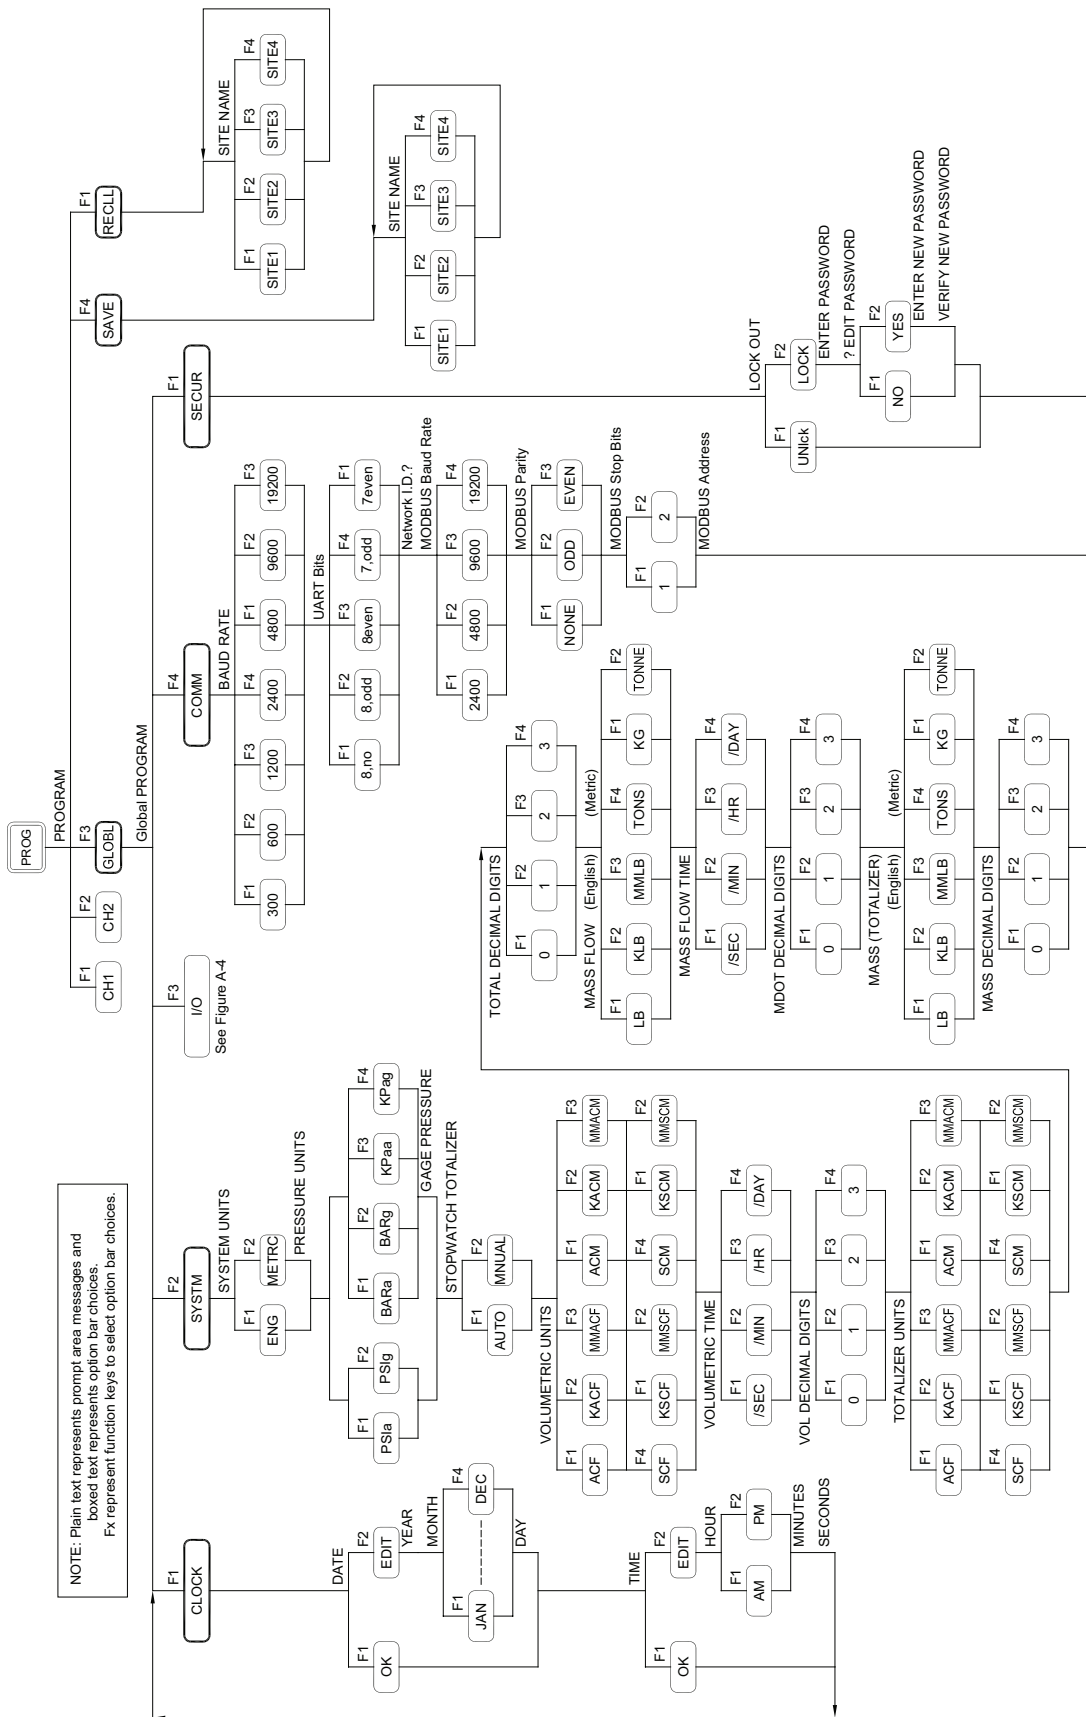 PROG
PROGRAM
F1 F2 F3 F4 F1
CH1 CH2 GLOBL SAVE RECLL
SITE NAME
F1 F2 F3 F4
SITE1 SITE2 SITE3 SITE4
SITE NAME
F1 F2 F3 F4
SITE1 SITE2 SITE3 SITE4
Global PROGRAM
NOTE: Plain text represents prompt area messages and
boxed text represents option bar choices.
Fx represent function keys to select option bar choices.
F1 F2 F3 F4 F1
CLOCK SYSTM I/O COMM SECUR
See Figure A-4
DATE
F1 F2
OK EDIT
YEAR
MONTH
F1 F4
JAN DEC
DAY
TIME
F1 F2
OK EDIT
HOUR
F1 F2
AM PM
MINUTES
SECONDS
SYSTEM UNITS
F1 F2
ENG METRC
PRESSURE UNITS
F1 F2 F1 F2 F3 F4
PSIa PSIg BARa BARg KPaa KPag
GAGE PRESSURE
STOPWATCH TOTALIZER
F1 F2
AUTO MNUAL
VOLUMETRIC UNITS
F1 F2 F3 F1 F2 F3
ACF KACF MMACF ACM KACM MMACM
F4 F1 F2 F4 F1 F2
SCF KSCF MMSCF SCM KSCM MMSCM
VOLUMETRIC TIME
F1 F2 F3 F4
/SEC /MIN /HR /DAY
VOL DECIMAL DIGITS
F1 F2 F3 F4
0 1 2 3
TOTALIZER UNITS
F1 F2 F3 F1 F2 F3
ACF KACF MMACF ACM KACM MMACM
F4 F1 F2 F4 F1 F2
SCF KSCF MMSCF SCM KSCM MMSCM
TOTAL DECIMAL DIGITS
F1 F2 F3 F4
0 1 2 3
MASS FLOW (English) (Metric)
F1 F2 F3 F4 F1 F2
LB KLB MMLB TONS KG TONNE
MASS FLOW TIME
F1 F2 F3 F4
/SEC /MIN /HR /DAY
MDOT DECIMAL DIGITS
F1 F2 F3 F4
0 1 2 3
MASS (TOTALIZER)
(English) (Metric)
F1 F2 F3 F4 F1 F2
LB KLB MMLB TONS KG TONNE
MASS DECIMAL DIGITS
F1 F2 F3 F4
0 1 2 3
BAUD RATE
F1 F2 F3 F4 F1 F2 F3
300 600 1200 2400 4800 9600 19200
UART Bits
F1 F2 F3 F4 F1
8,no 8,odd 8even 7,odd 7even
Network I.D.?
MODBUS Baud Rate
F1 F2 F3 F4
2400 4800 9600 19200
MODBUS Parity
F1 F2 F3
NONE ODD EVEN
MODBUS Stop Bits
F1 F2
1 2
MODBUS Address
LOCK OUT
F1 F2
UNlck LOCK
ENTER PASSWORD
? EDIT PASSWORD
F1 F2
NO YES
ENTER NEW PASSWORD
VERIFY NEW PASSWORD